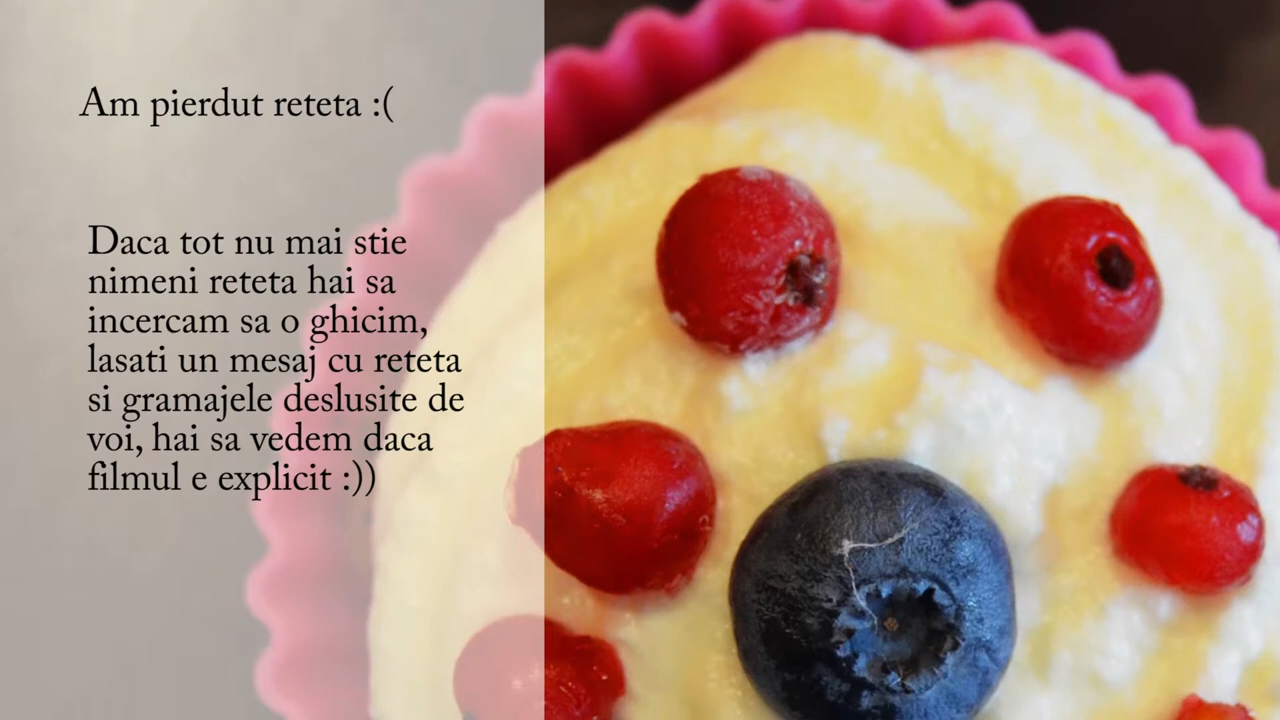 Am pierdut reteta :(
Daca tot nu mai stie
nimeni reteta hai sa
incercam sa o ghicim,
lasati un mesaj cu reteta
si gramajele deslusite de
voi, hai sa vedem daca
filmul e explicit :))